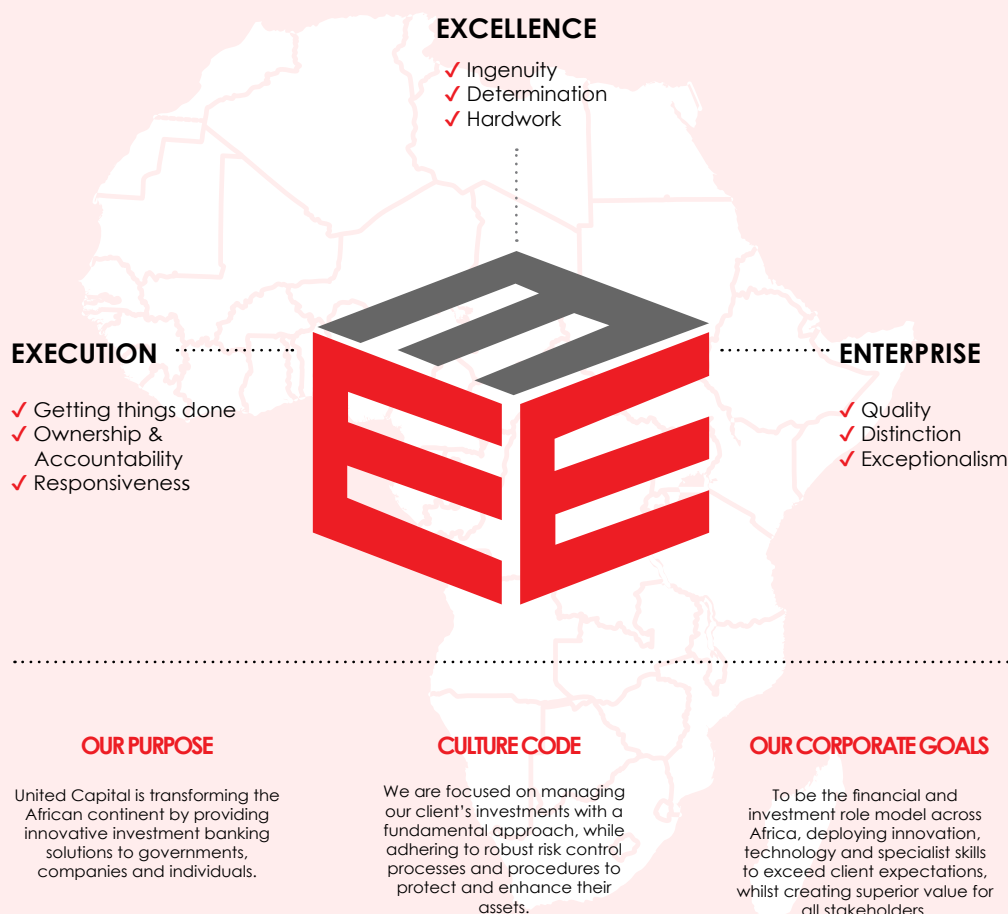 EXCELLENCE
✓ Ingenuity
✓ Determination
✓ Hardwork
EXECUTION
✓ Getting things done
✓ Ownership &
Accountability
✓ Responsiveness
ENTERPRISE
✓ Quality
✓ Distinction
✓ Exceptionalism
E
E
E
OUR PURPOSE
United Capital is transforming the
African continent by providing
innovative investment banking
solutions to governments,
companies and individuals.
CULTURE CODE
We are focused on managing
our client's investments with a
fundamental approach, while
adhering to robust risk control
processes and procedures to
protect and enhance their
assets.
OUR CORPORATE GOALS
To be the financial and
investment role model across
Africa, deploying innovation,
technology and specialist skills
to exceed client expectations,
whilst creating superior value for
all stakeholders